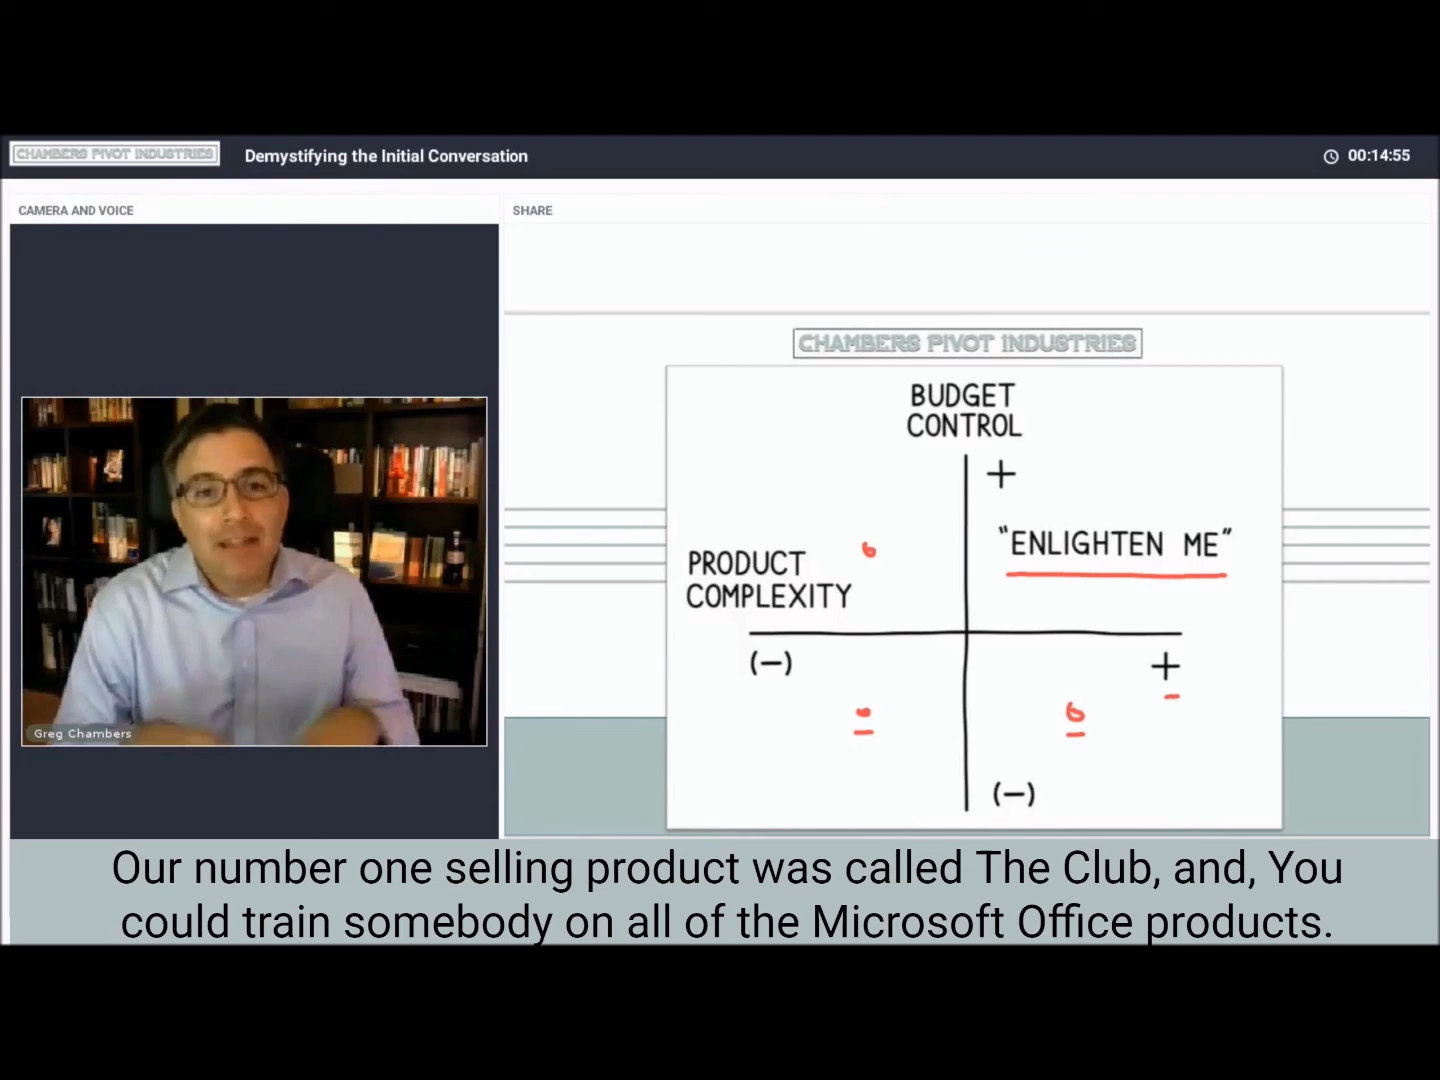 CHAMBERS PIVOT INDUSTRIES
Demystifying the Initial Conversation
00:14:55
CAMERA AND VOICE
SHARE
CHAMBERS PIVOT INDUSTRIES
BUDGET
CONTROL
+
"ENLIGHTEN ME"
PRODUCT
COMPLEXITY
(-)
+
(-)
Greg Chambers
Our number one selling product was called The Club, and, You
could train somebody on all of the Microsoft Office products.